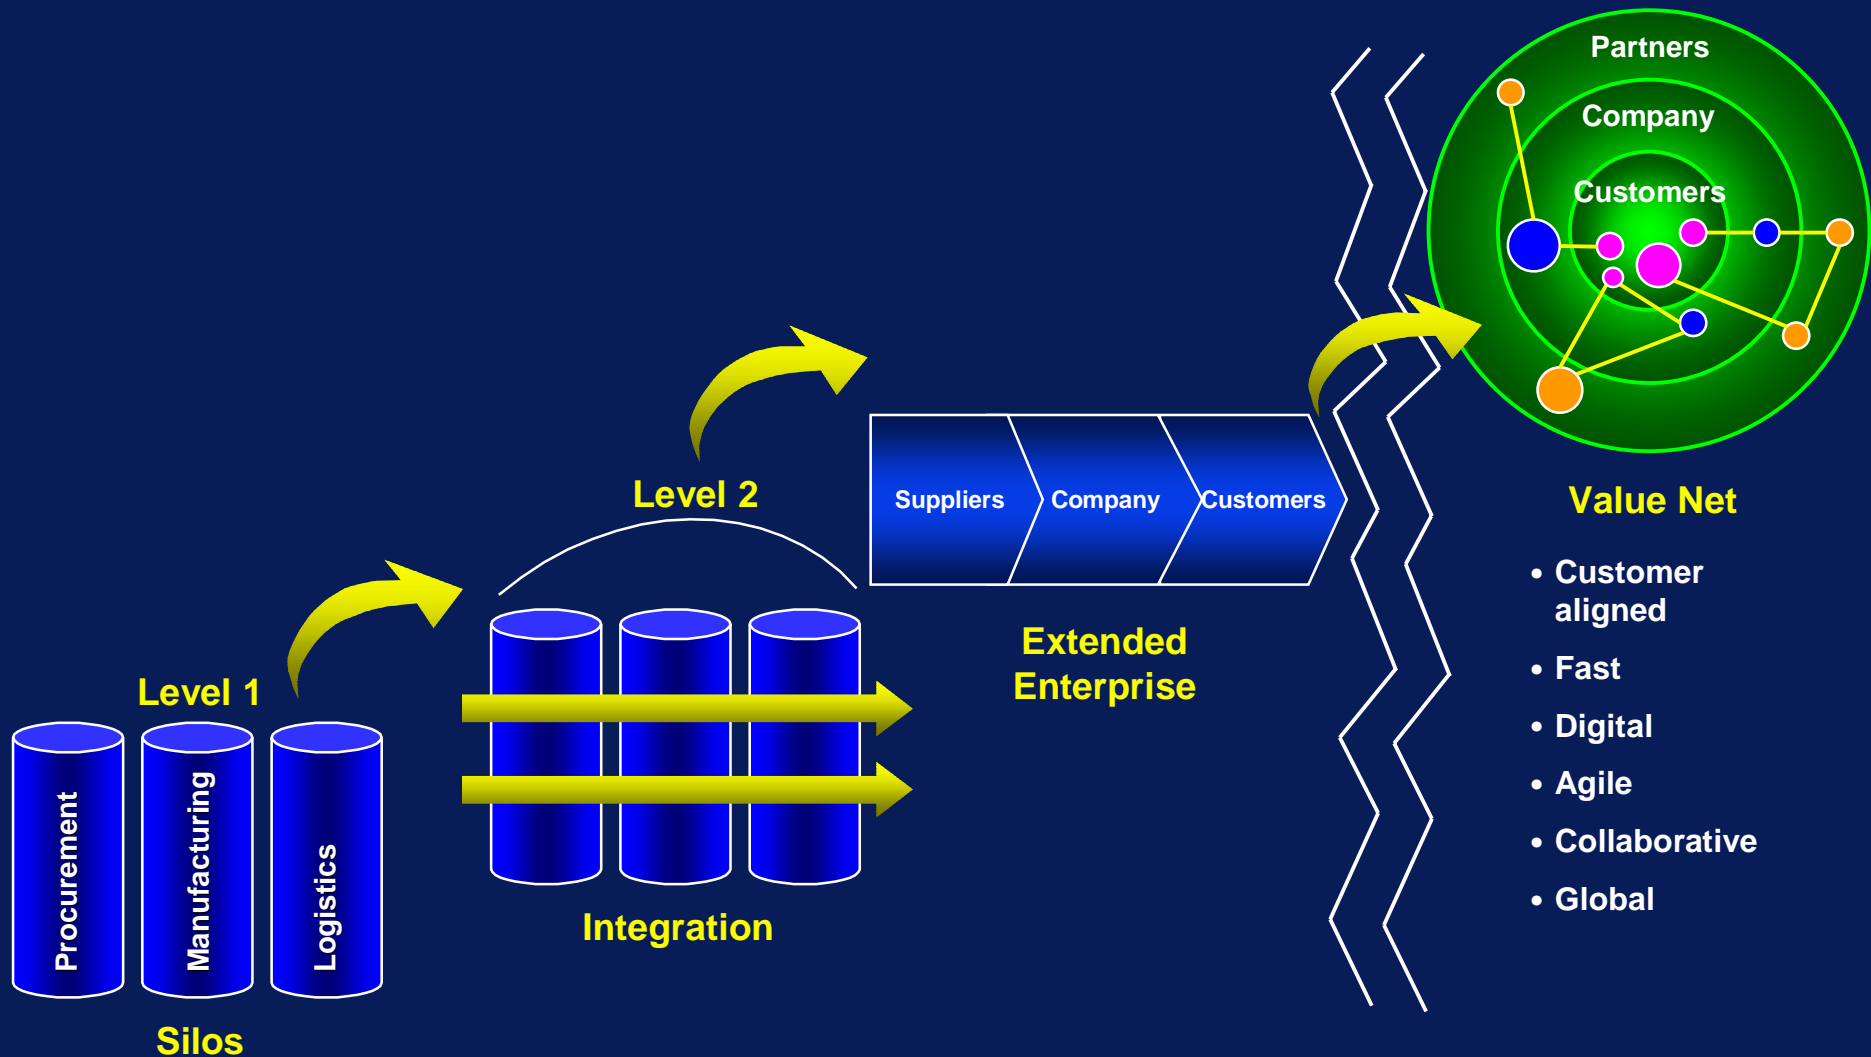 Level 1
Procurement
Manufacturing
Logistics
Silos
Level 2
Integration
Suppliers
Company
Customers
Extended
Enterprise
Partners
Company
Customers
Value Net
• Customer
aligned
• Fast
• Digital
• Agile
• Collaborative
• Global